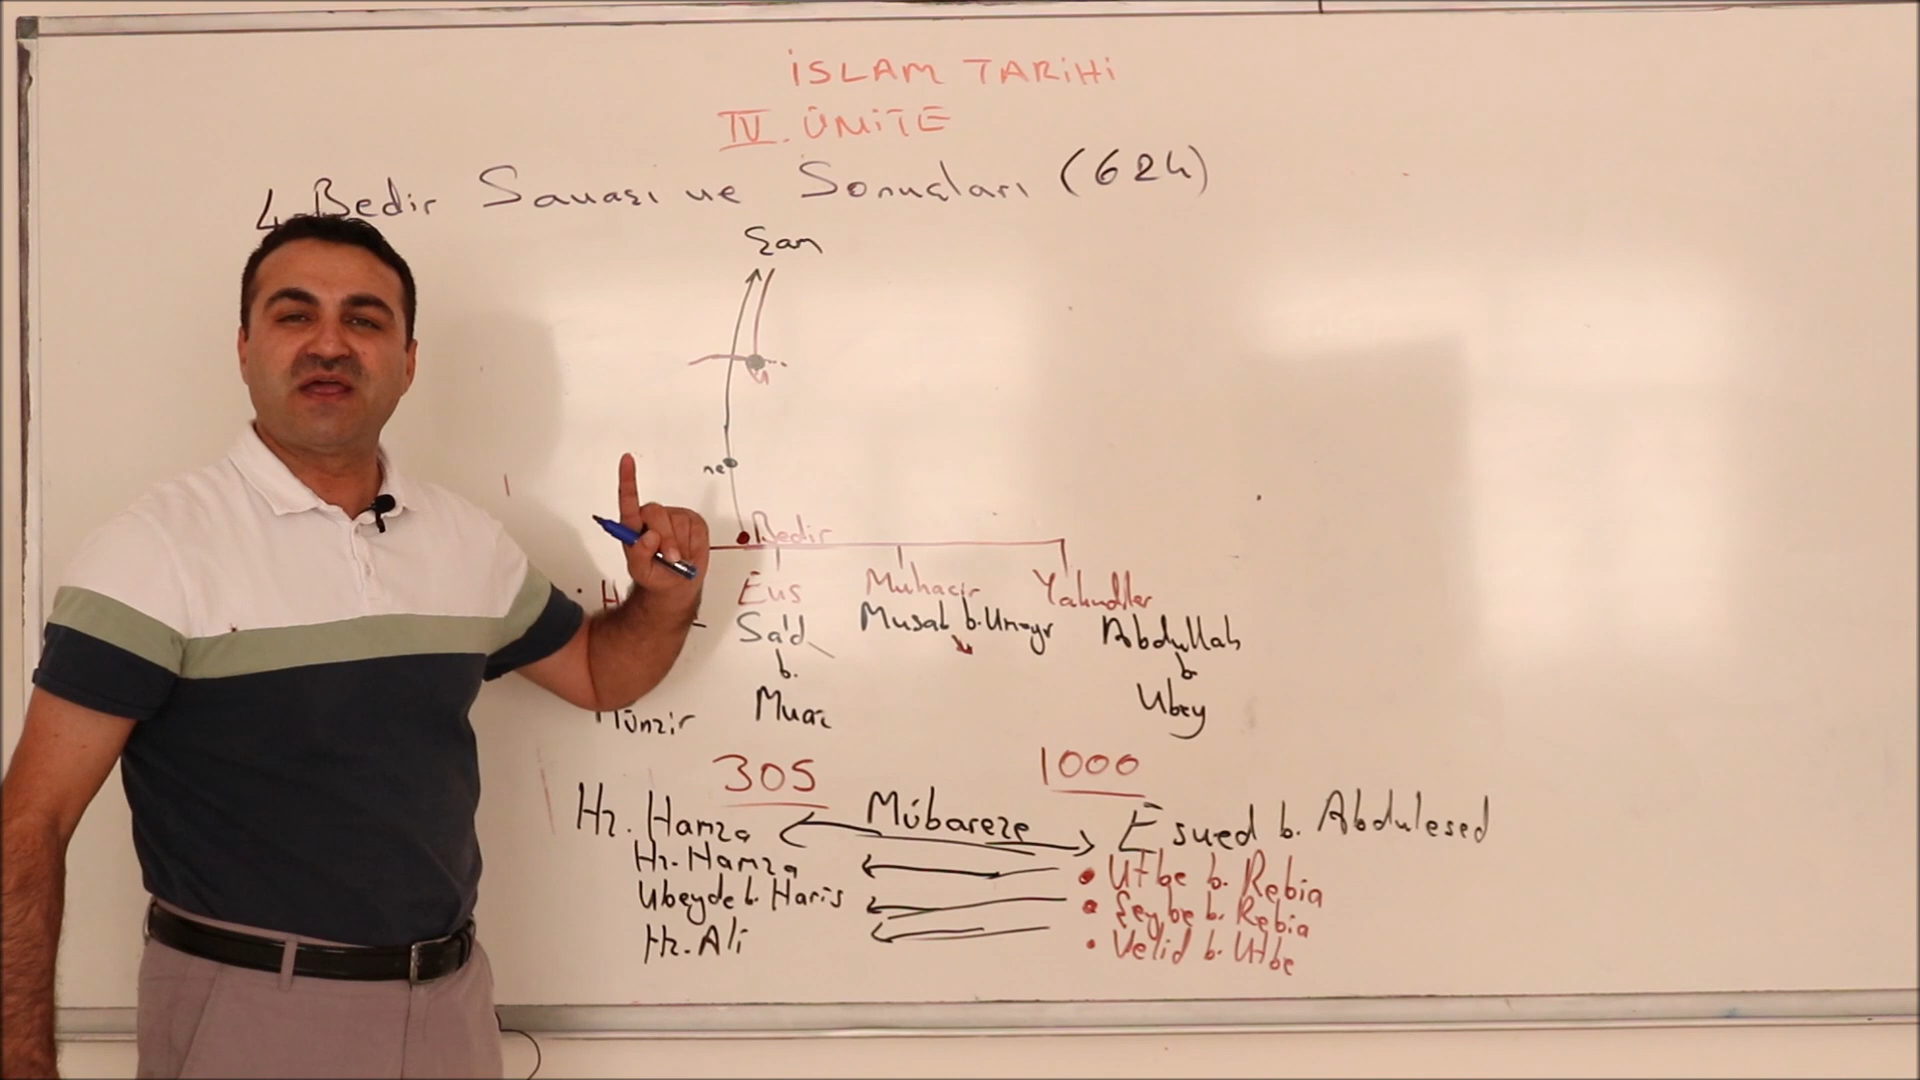 İSLAM TARİHİ
IV. ÜNİTE
4-Bedir Savaşı ve Sonuçları (624)
Şam
Bedir
Evs Muhacir Yahudiler
Sa'd Musab b. Umeyr Abdullah
b. b.
Münzir Muaz Ubey
305 1000
Hz. Hamza Mübareze Esved b. Abdulesed
Hz. Hamza • Utbe b. Rebia
Ubeyde b. Haris • Şeybe b. Rebia
Hz. Ali • Velid b. Utbe